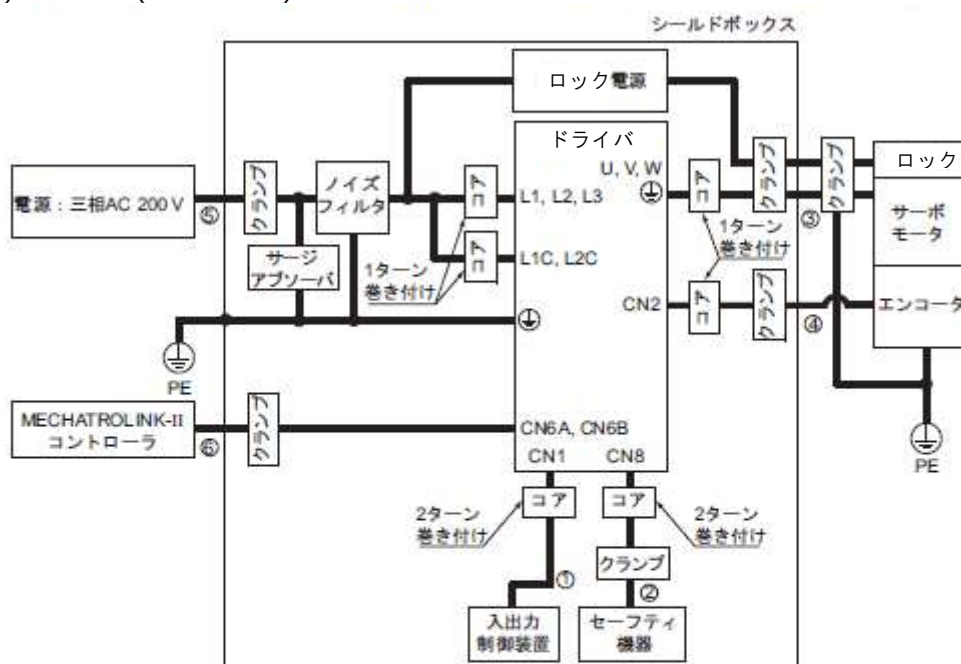 シールドボックス
ロック電源
ドライバ
ロック
電源：三相AC 200 V
⑤
クランプ
ノイズ
フィルタ
コア
L1, L2, L3
U, V, W
コア
クランプ
クランプ
③
サーボ
モータ
サージ
アブソーバ
1ターン
巻き付け
コア
L1C, L2C
1ターン
巻き付け
CN2
コア
クランプ
④
エンコータ
PE
MECHATROLINK-II
コントローラ
⑥
クランプ
CN6A, CN6B
CN1
CN8
PE
2ターン
巻き付け
コア
コア
2ターン
巻き付け
クランプ
①
②
入出力
制御装置
セーフティ
機器